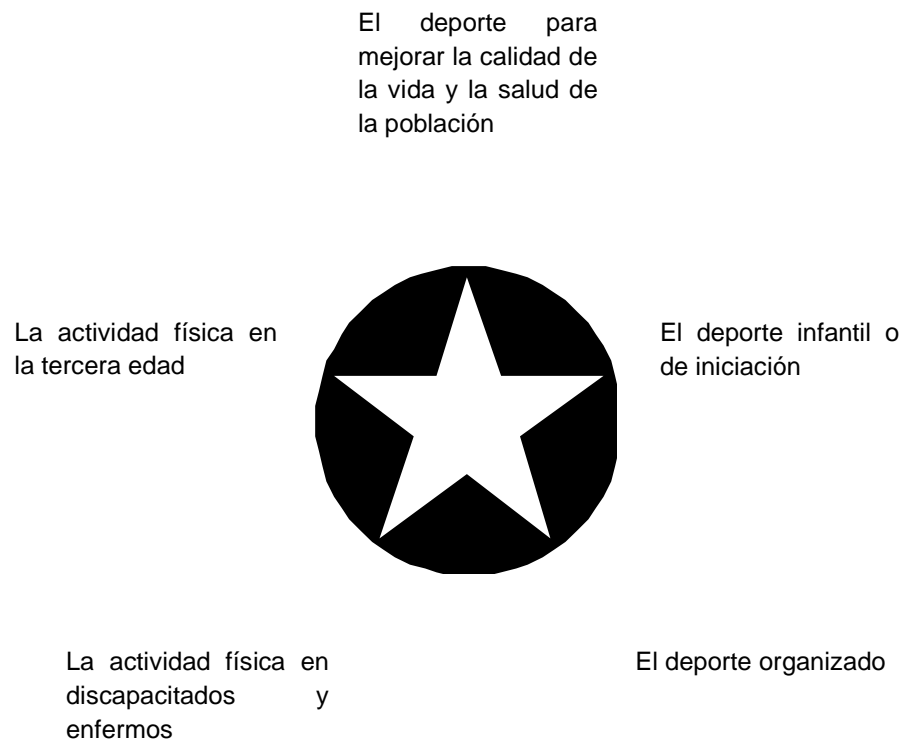 El deporte para
mejorar la calidad de
la vida y la salud de
la población
La actividad física en
la tercera edad
El deporte infantil o
de iniciación
La actividad física en
discapacitados y
enfermos
El deporte organizado